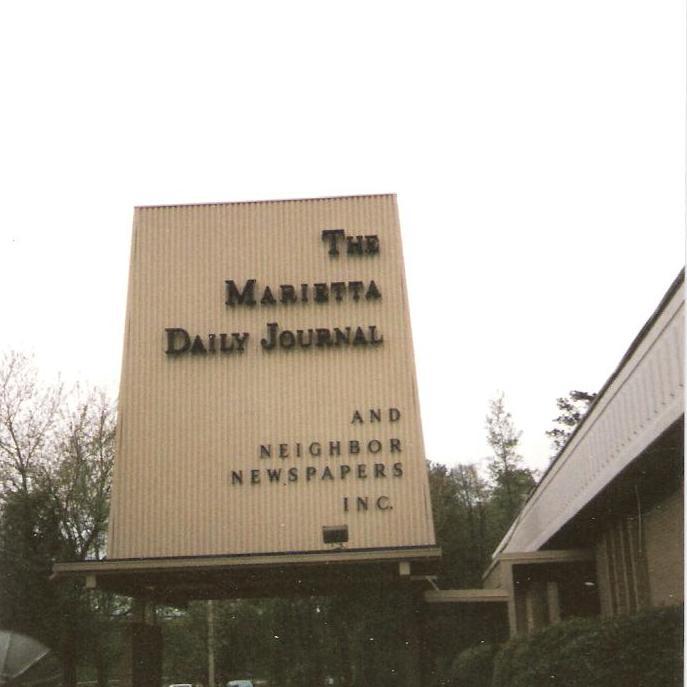 The
Marietta
Daily Journal
AND
NEIGHBOR
NEWSPAPERS
INC.